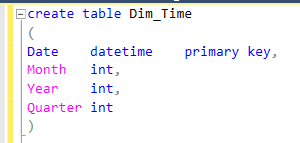 create table Dim_Time
(
Date    datetime    primary key,
Month   int,
Year    int,
Quarter int
)